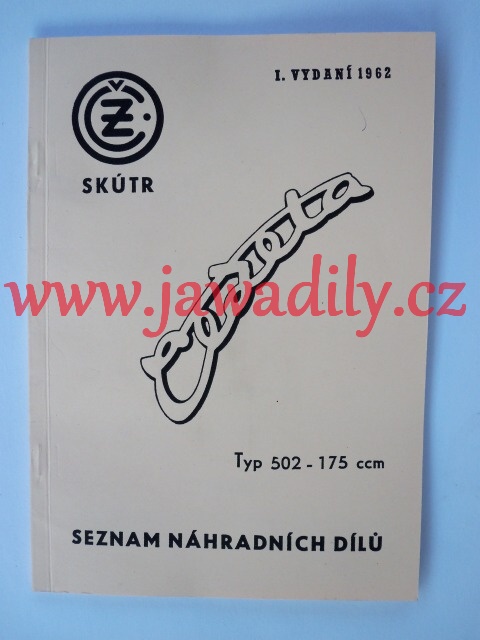 I. VYDANÍ 1962
ČZ
SKÚTR
Čezeta
www.jawadily.cz
Typ 502 - 175 ccm
SEZNAM NÁHRADNÍCH DÍLŮ